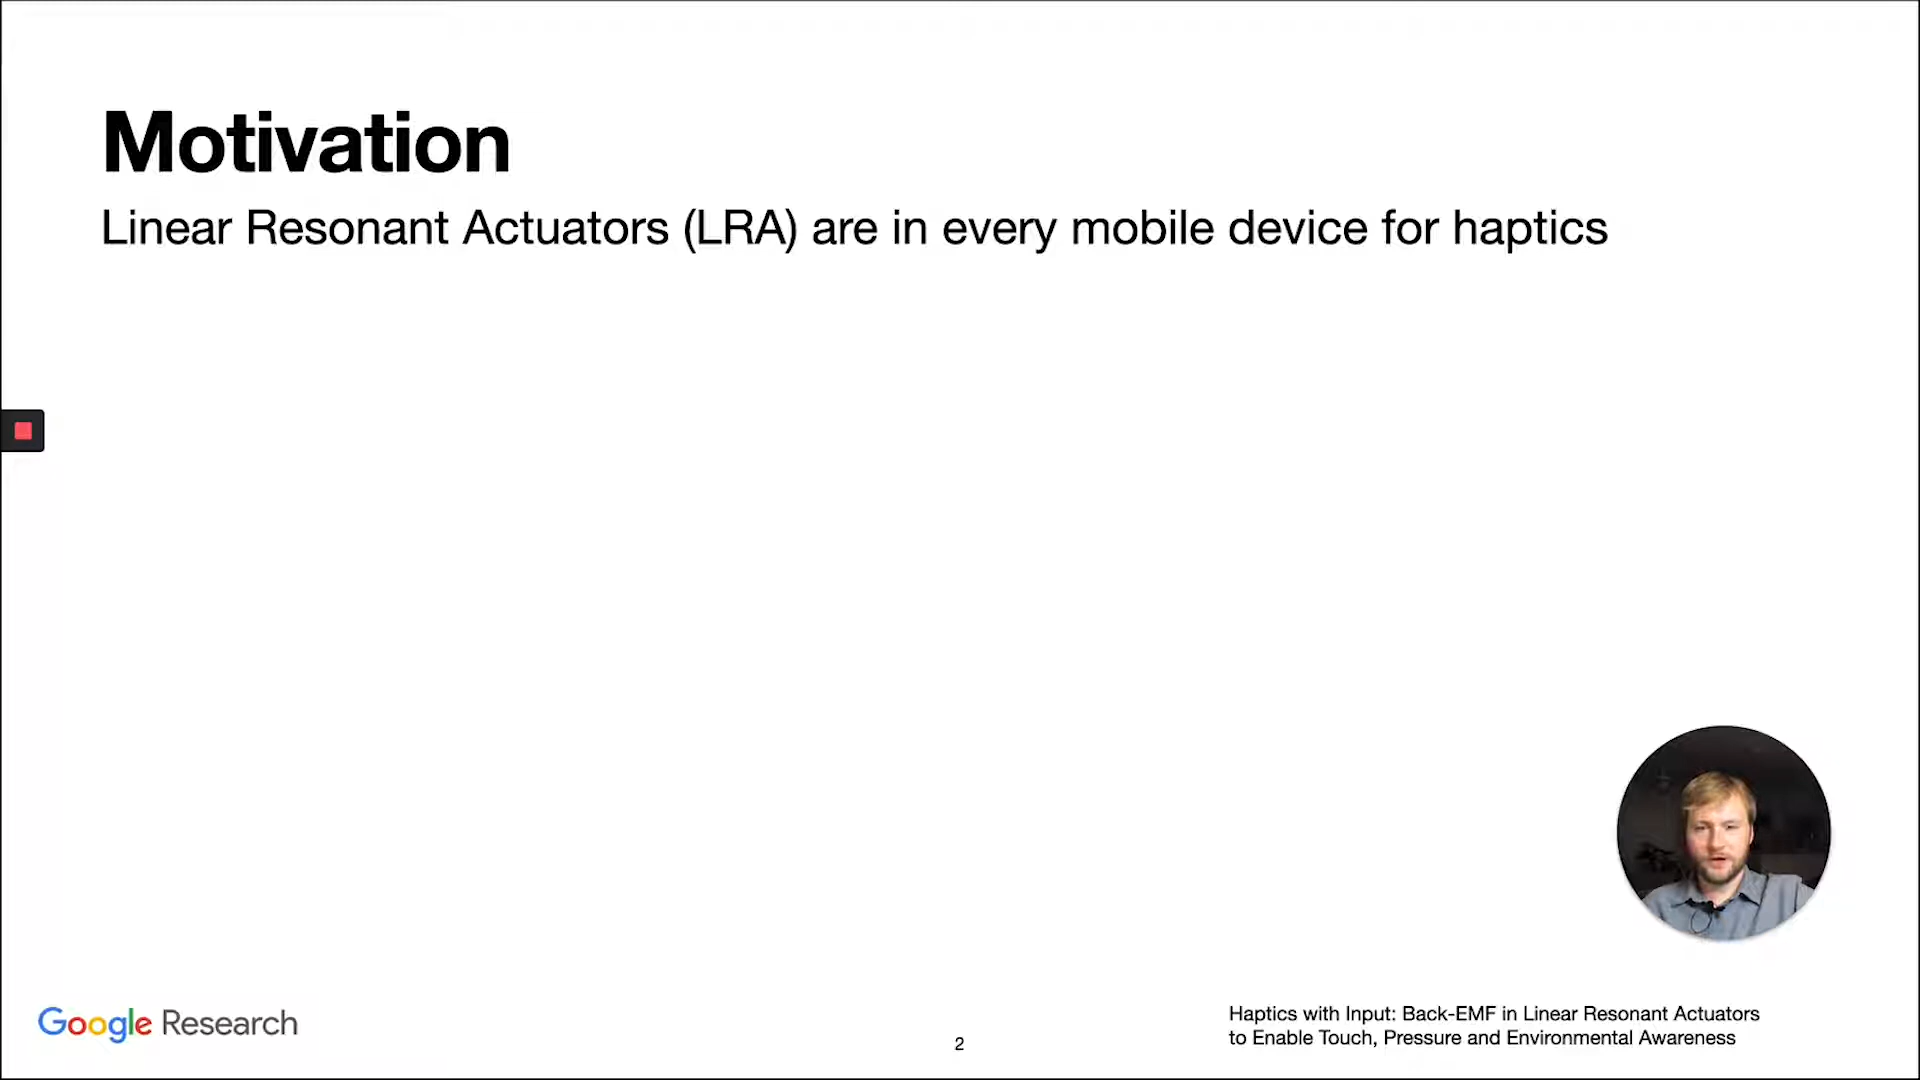 Motivation
Linear Resonant Actuators (LRA) are in every mobile device for haptics
Google Research
2
Haptics with Input: Back-EMF in Linear Resonant Actuators
to Enable Touch, Pressure and Environmental Awareness